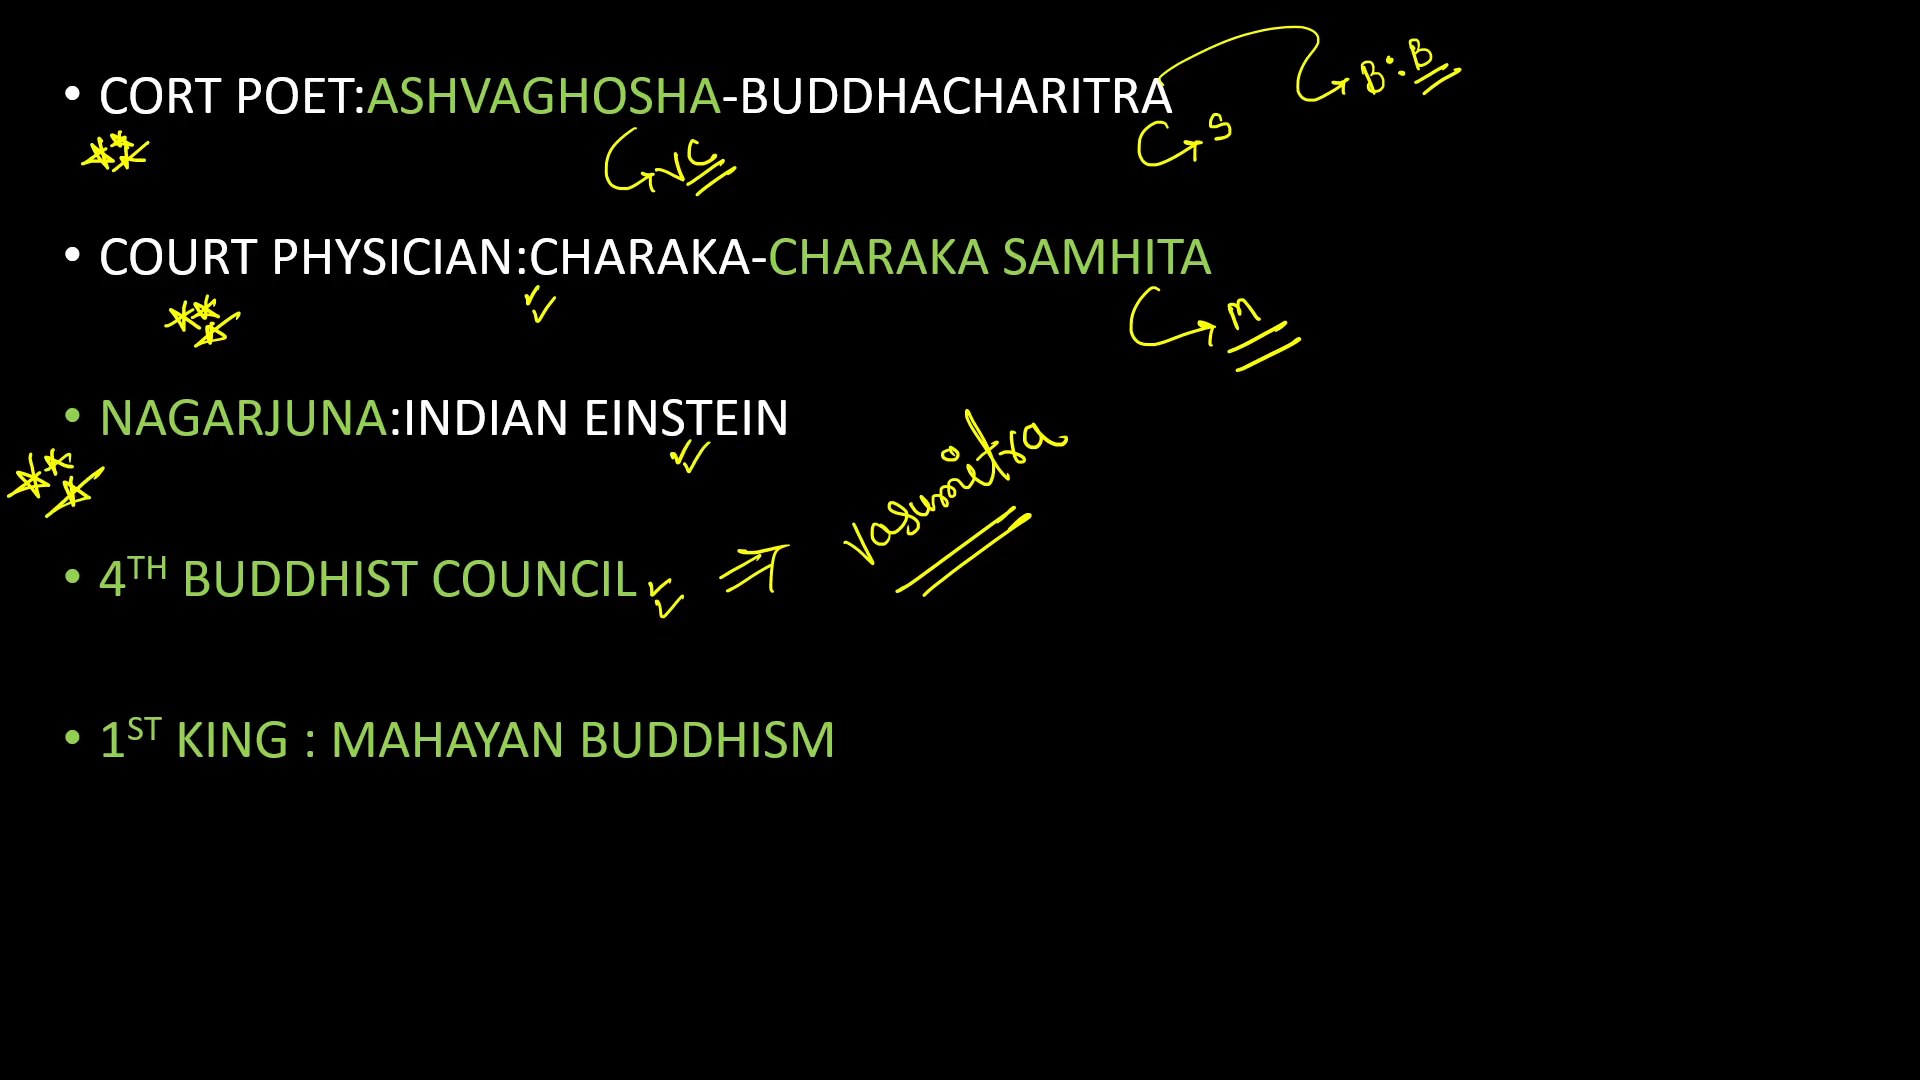 • CORT POET:ASHVAGHOSHA-BUDDHACHARITRA
B:B
VC
S
• COURT PHYSICIAN:CHARAKA-CHARAKA SAMHITA
M
• NAGARJUNA:INDIAN EINSTEIN
• 4TH BUDDHIST COUNCIL ⇒ Vasumitra
• 1ST KING : MAHAYAN BUDDHISM